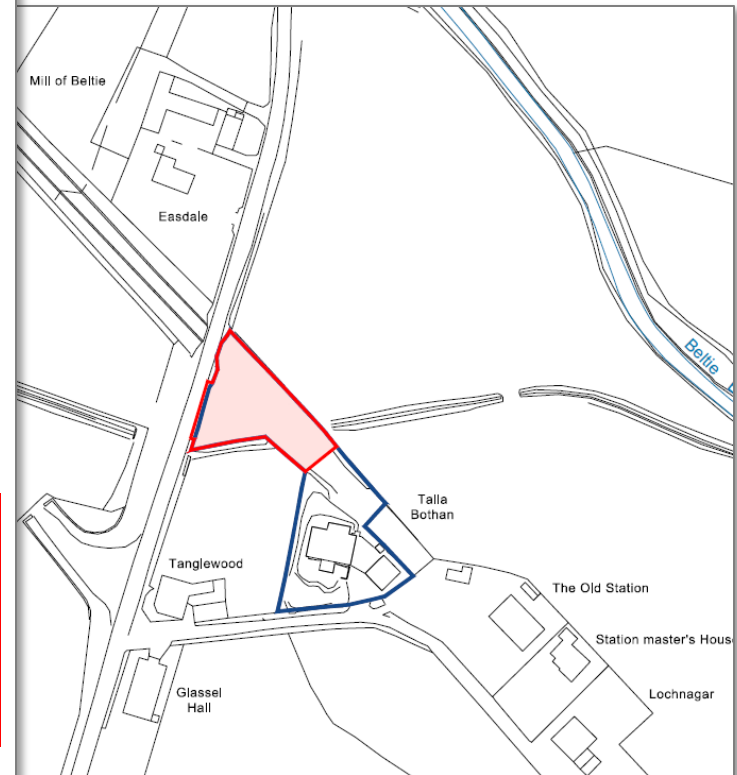 Mill of Beltie
Easdale
Beltie
Talla
Bothan
Tanglewood
The Old Station
Station master's House
Glassel
Hall
Lochnagar